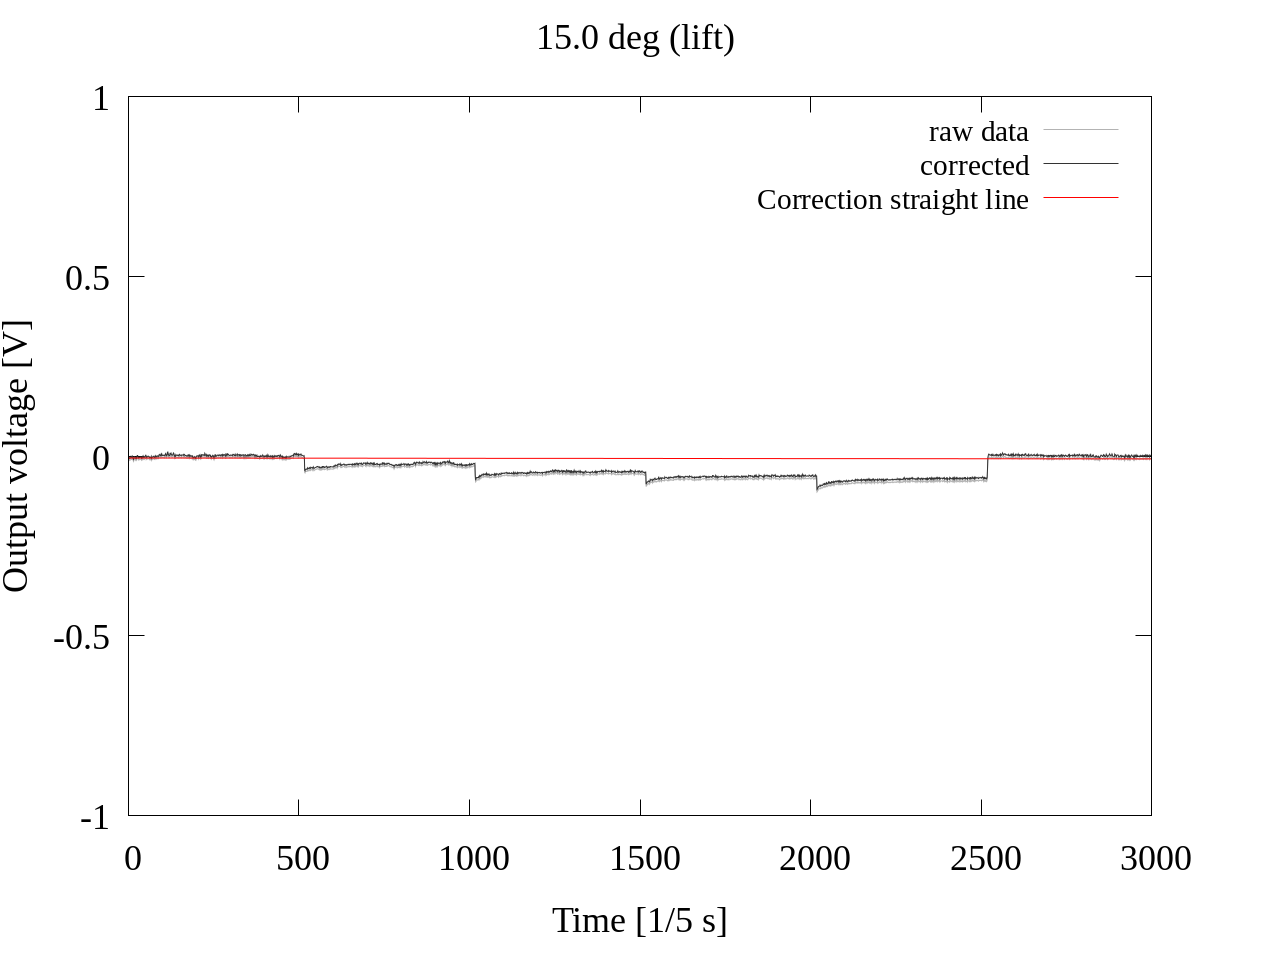 15.0 deg (lift)
raw data
corrected
Correction straight line
1
0.5
0
-0.5
-1
Output voltage [V]
0 500 1000 1500 2000 2500 3000
Time [1/5 s]